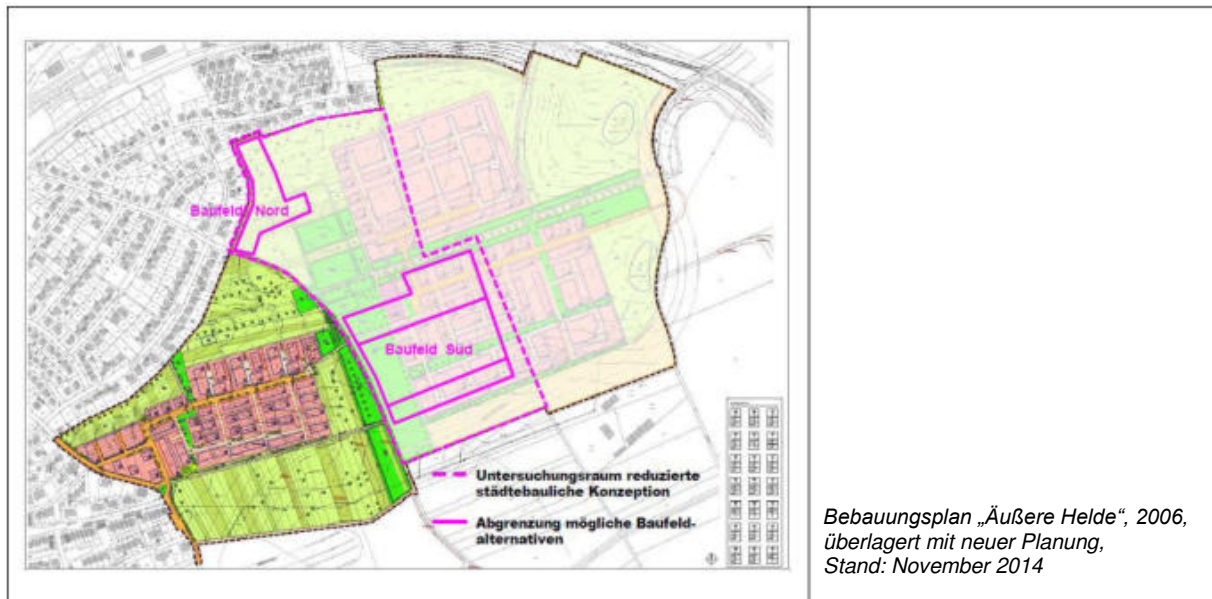 Baufeld Nord
Baufeld Süd
Untersuchungsraum reduzierte
städtebauliche Konzeption
Abgrenzung mögliche Baufeld-
alternativen
Bebauungsplan „Äußere Helde“, 2006,
überlagert mit neuer Planung,
Stand: November 2014